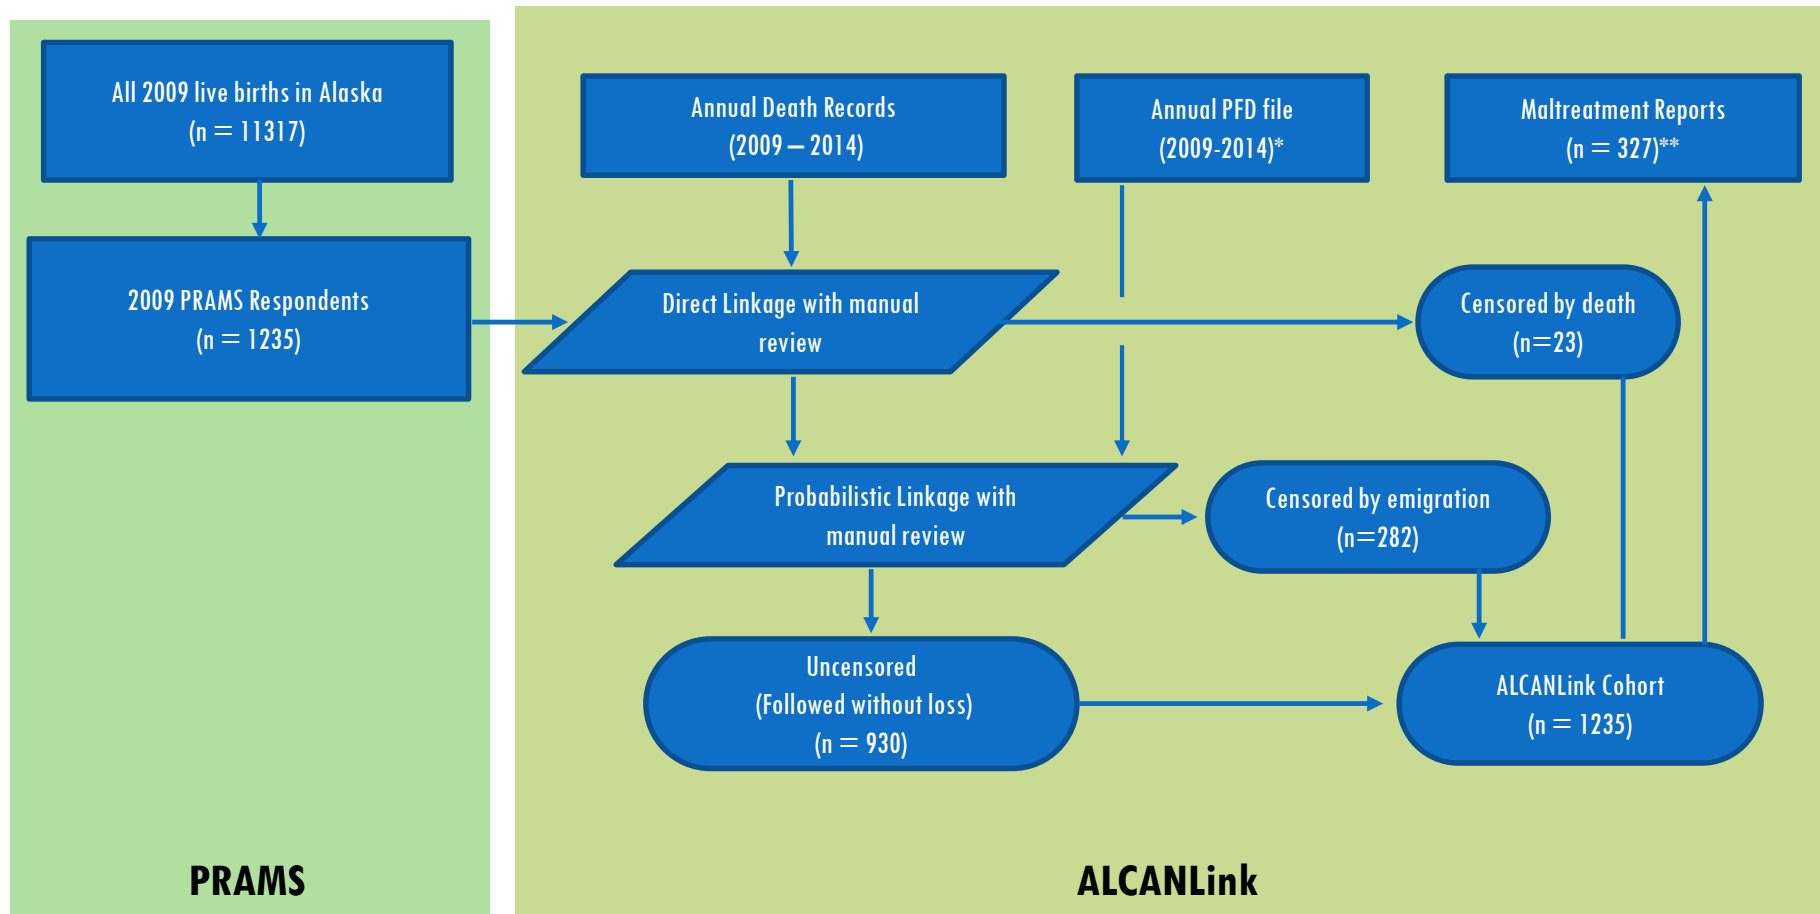 All 2009 live births in Alaska
(n = 11317)
2009 PRAMS Respondents
(n = 1235)
PRAMS
Annual Death Records
(2009 – 2014)
Annual PFD file
(2009-2014)*
Maltreatment Reports
(n = 327)**
Direct Linkage with manual
review
Censored by death
(n=23)
Probabilistic Linkage with
manual review
Censored by emigration
(n=282)
Uncensored
(Followed without loss)
(n = 930)
ALCANLink Cohort
(n = 1235)
ALCANLink